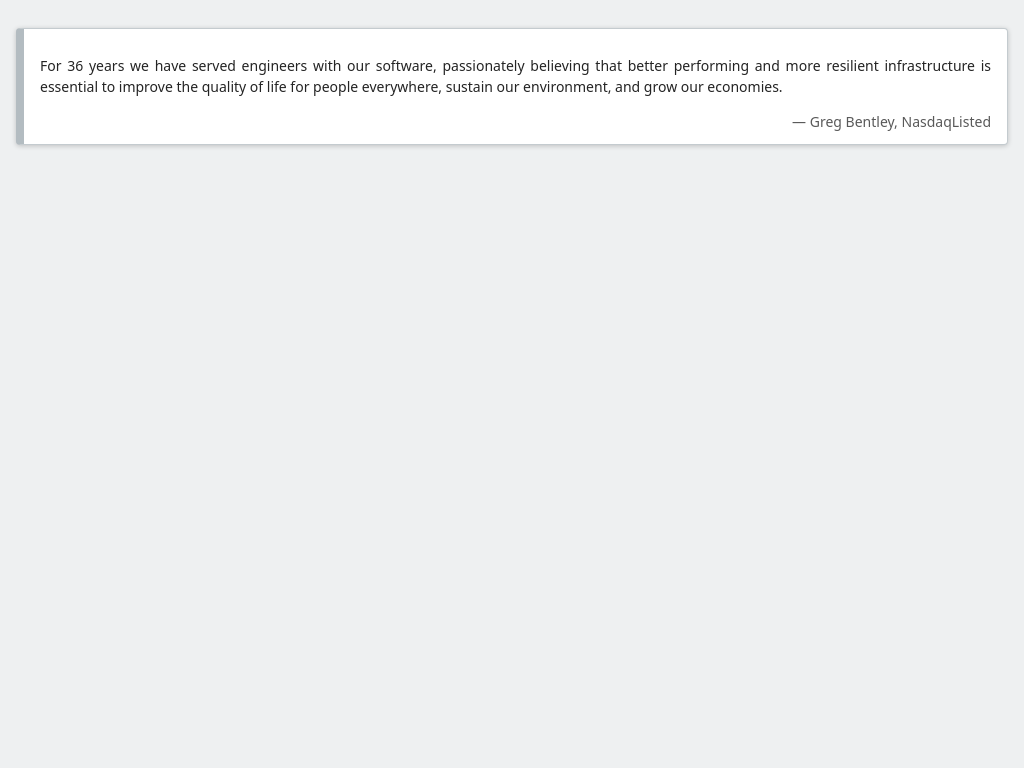 For 36 years we have served engineers with our software, passionately believing that better performing and more resilient infrastructure is
essential to improve the quality of life for people everywhere, sustain our environment, and grow our economies.
— Greg Bentley, NasdaqListed